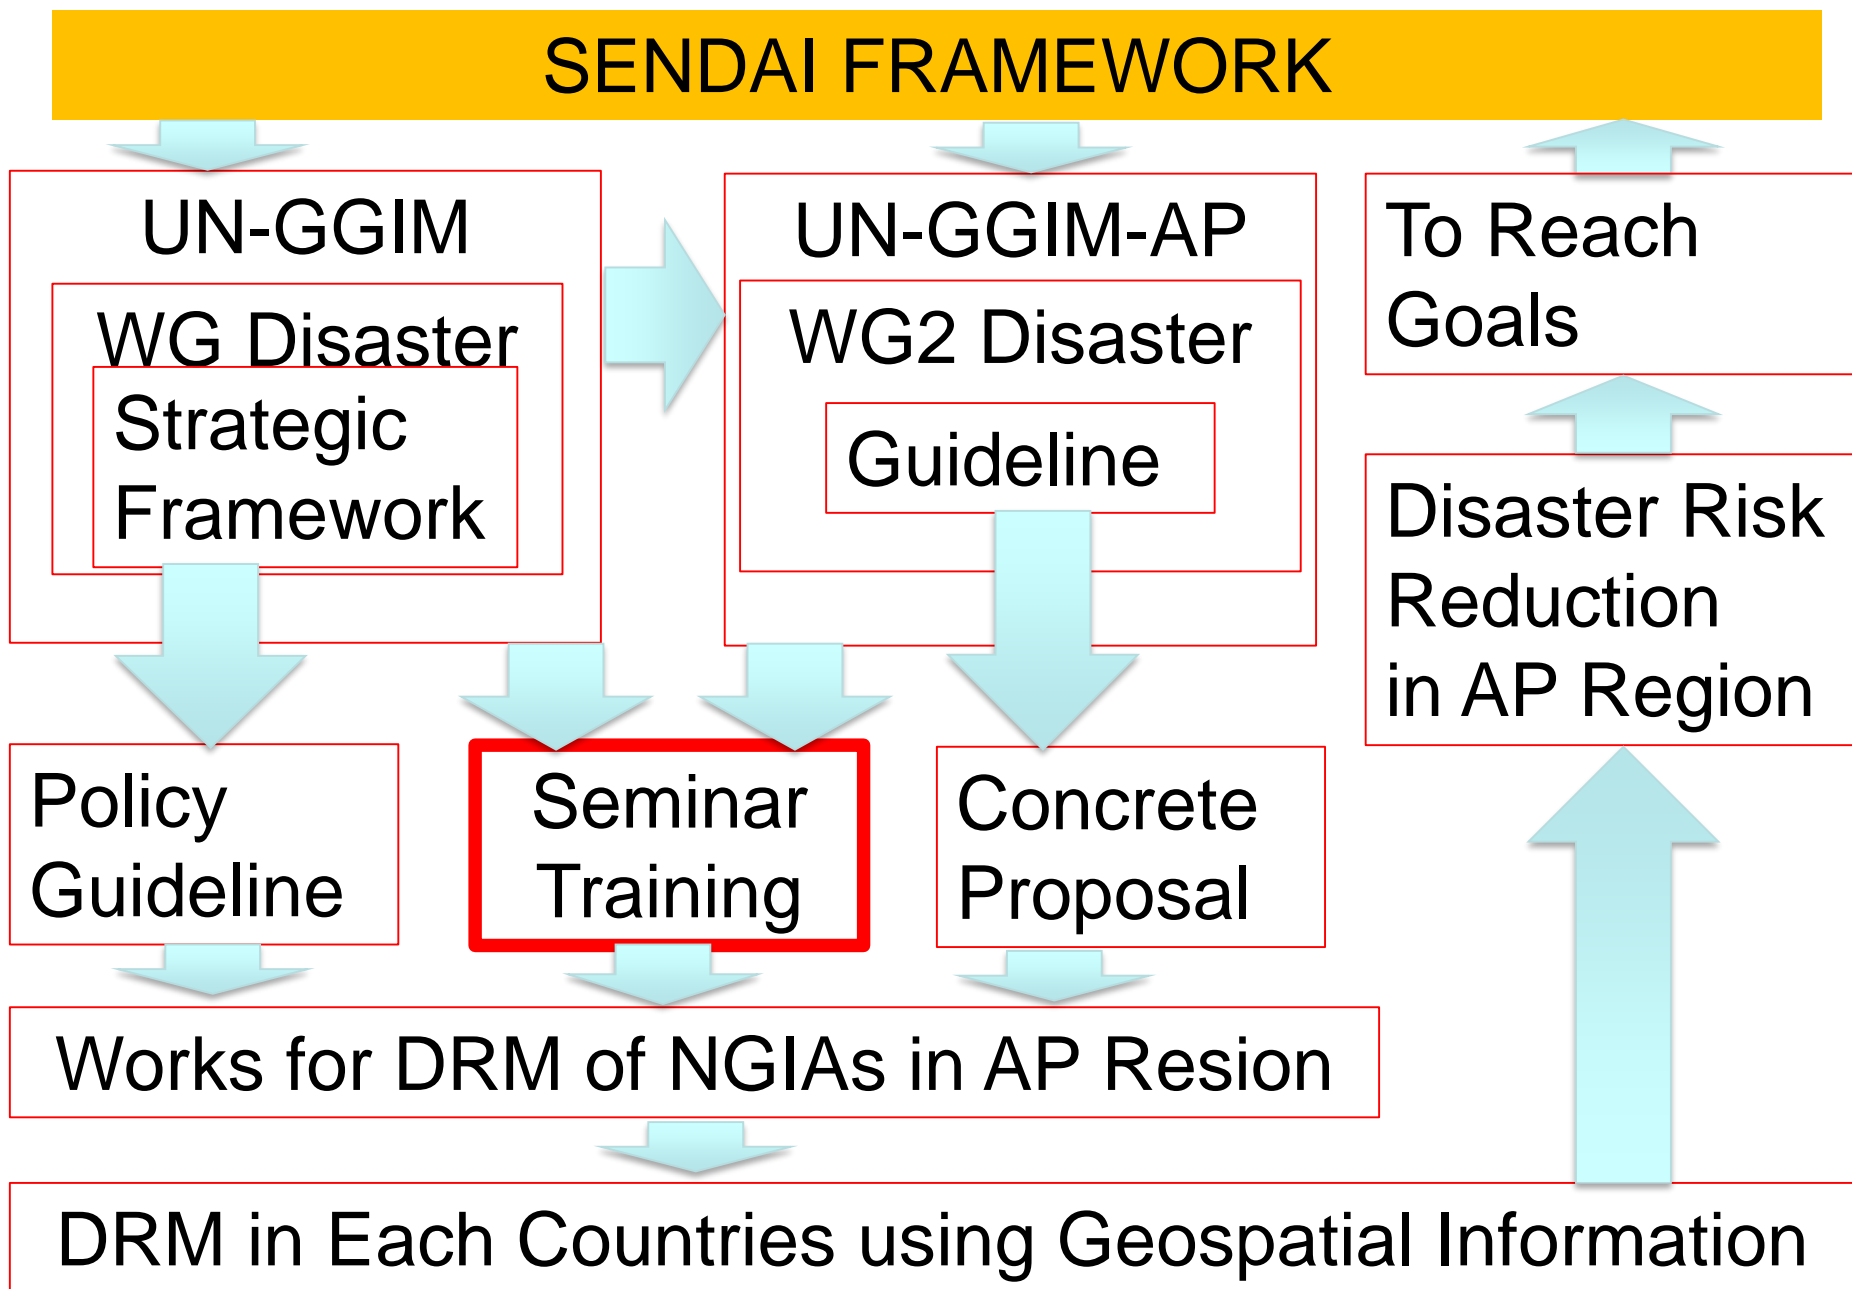 SENDAI FRAMEWORK
UN-GGIM
WG Disaster
Strategic
Framework
UN-GGIM-AP
WG2 Disaster
Guideline
To Reach
Goals
Disaster Risk
Reduction
in AP Region
Policy
Guideline
Seminar
Training
Concrete
Proposal
Works for DRM of NGIAs in AP Resion
DRM in Each Countries using Geospatial Information